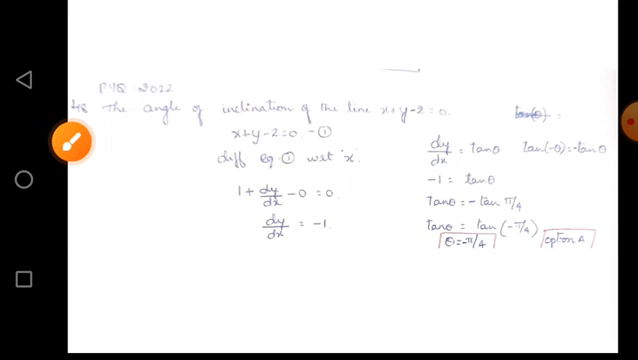 PYQ - 2022
48 The angle of inclination of the line x+y-2=0.
x+y-2=0. -①
diff Eq ① wrt 'x'.
1 + dy/dx - 0 = 0
dy/dx = -1.
tan(θ) =
dy/dx = tanθ tan(-θ) = -tanθ
-1 = tanθ
Tanθ = - tan π/4
Tanθ = tan(-π/4)
θ = -π/4 option A